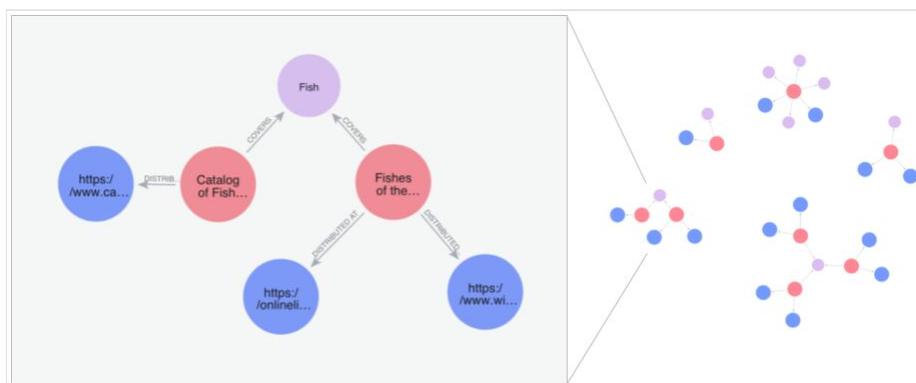 Fish
COVERS
COVERS
https:/
/www.ca...
DISTRIB...
Catalog
of Fish...
Fishes
of the...
DISTRIBUTED AT
DISTRIBUTED
https:/
/onlineli...
https:/
/www.wi...